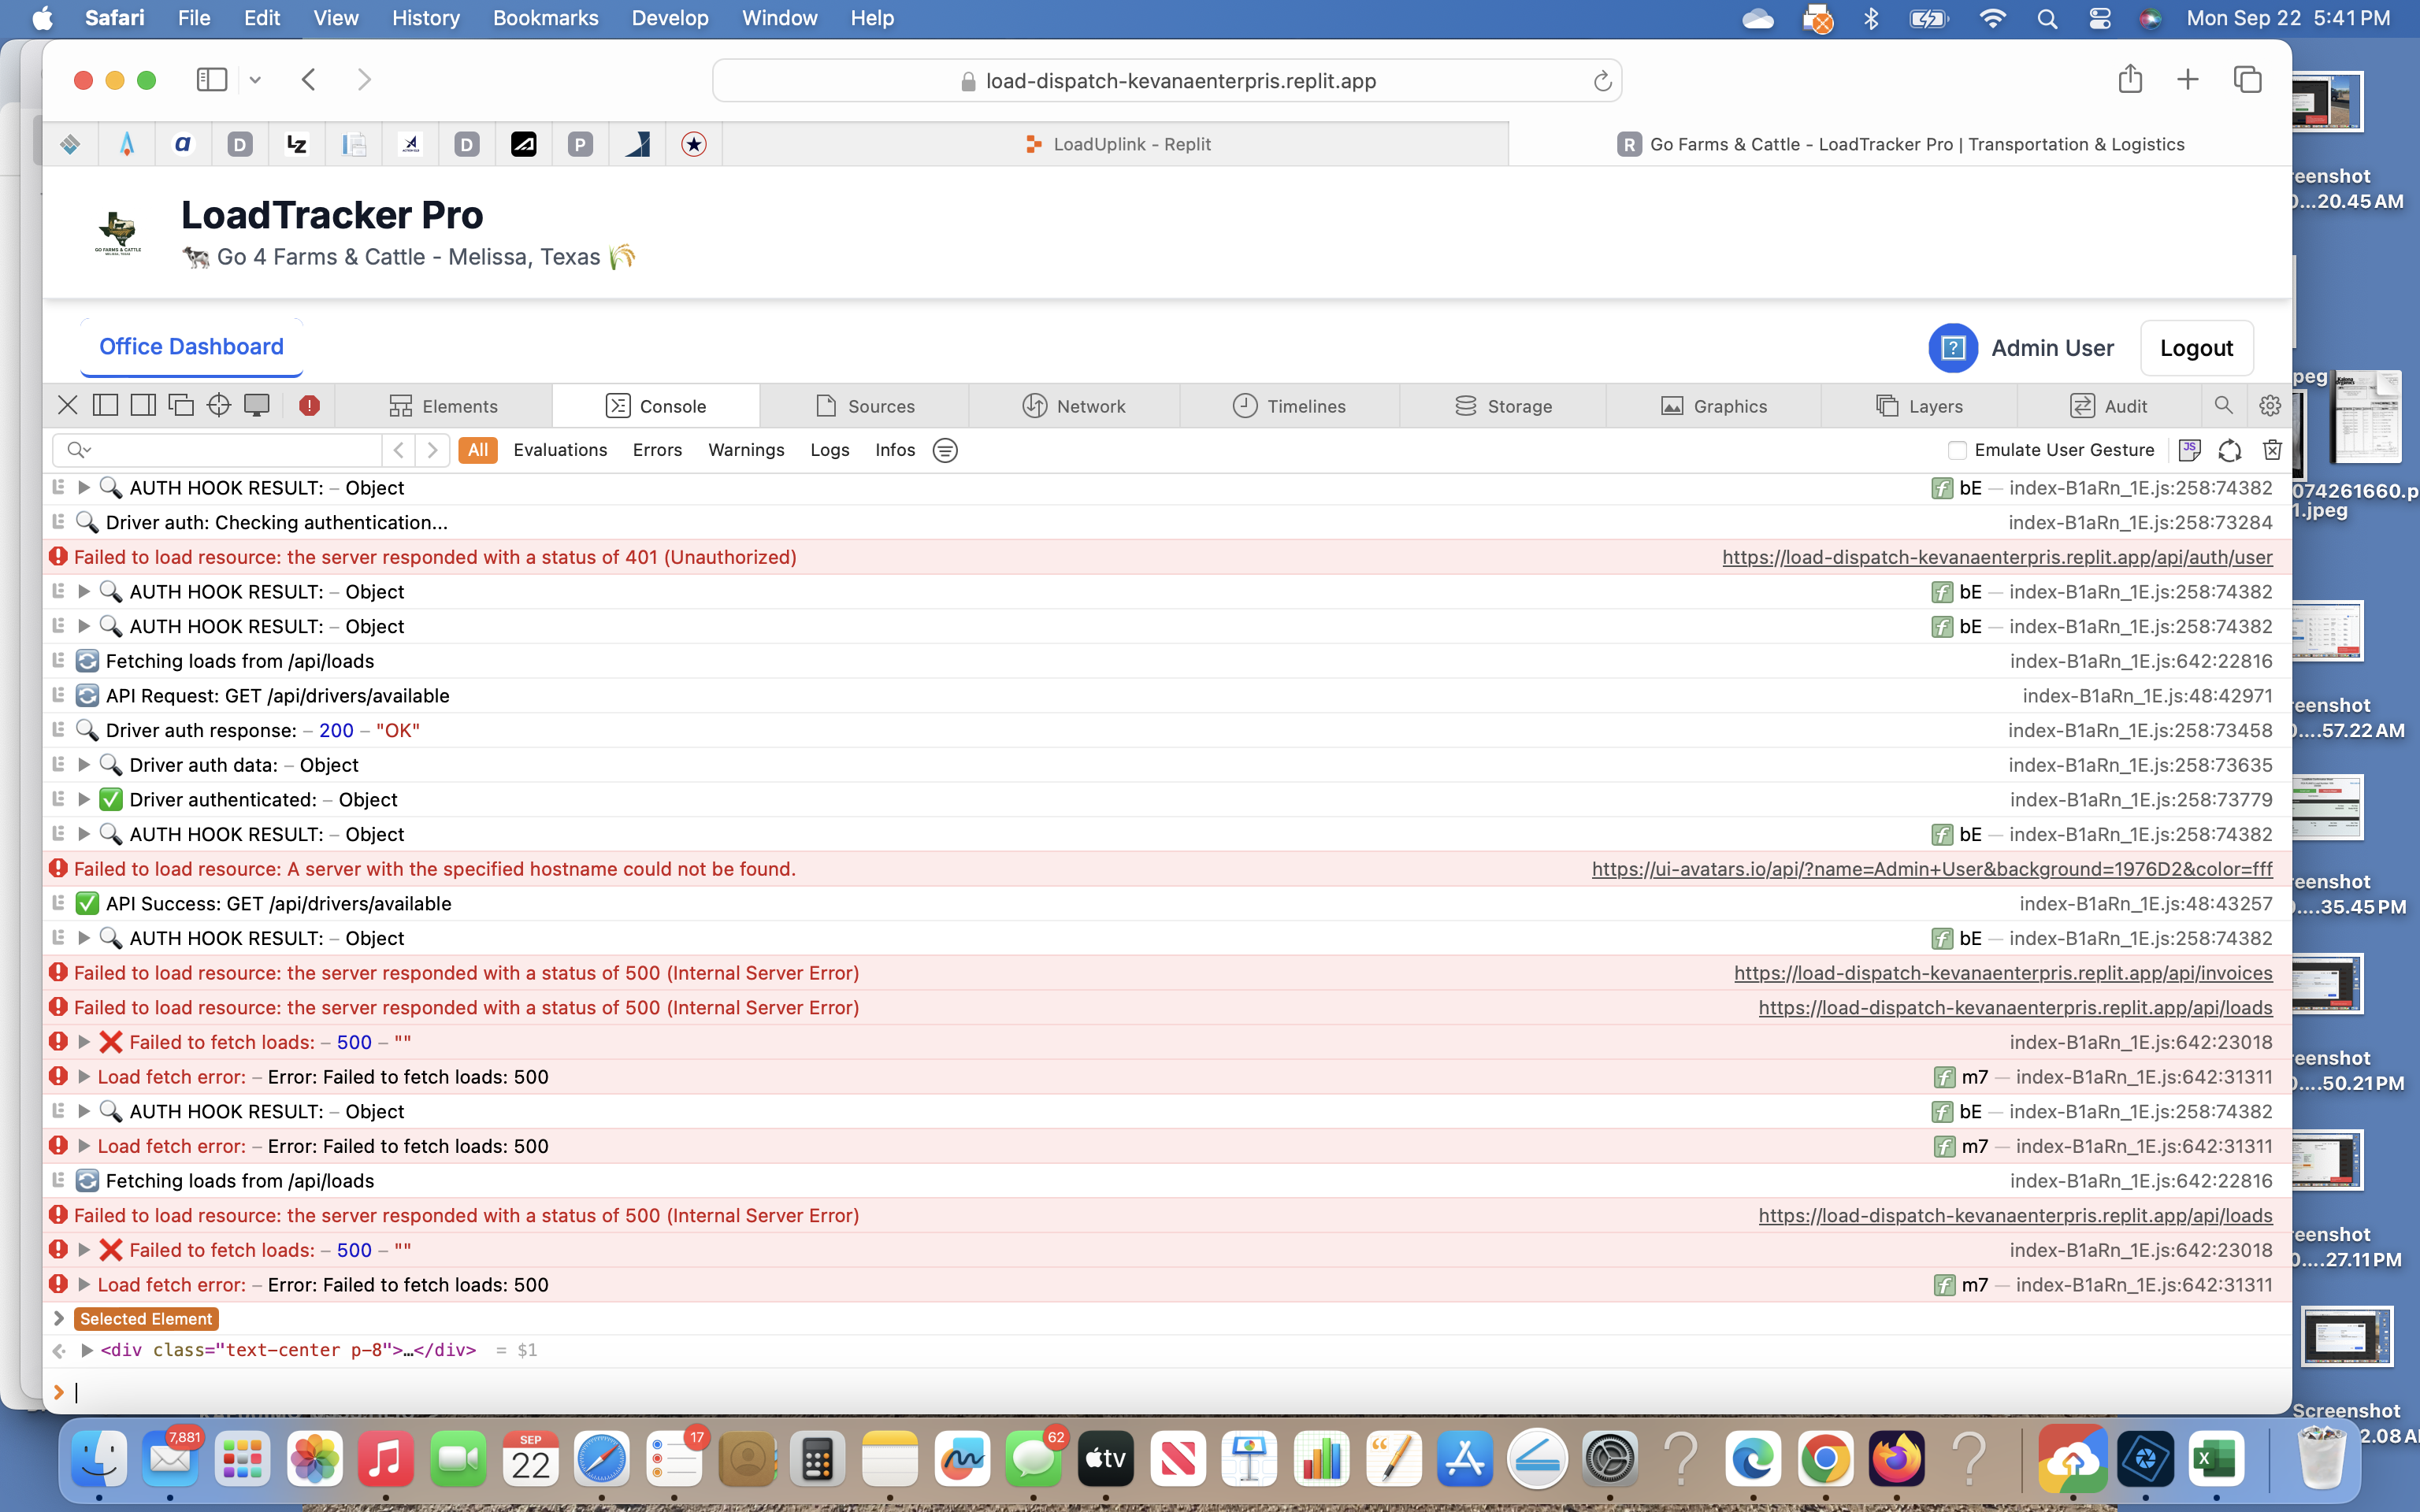 Safari File Edit View History Bookmarks Develop Window Help Mon Sep 22 5:41 PM
load-dispatch-kevanaenterpris.replit.app
a D LZ D P LoadUplink - Replit R Go Farms & Cattle - LoadTracker Pro | Transportation & Logistics
LoadTracker Pro
🐄 Go 4 Farms & Cattle - Melissa, Texas 🌾
GO FARMS & CATTLE
MELISSA, TEXAS
Office Dashboard ? Admin User Logout
Elements Console Sources Network Timelines Storage Graphics Layers Audit
All Evaluations Errors Warnings Logs Infos Emulate User Gesture
🔍 AUTH HOOK RESULT: – Object f bE — index-B1aRn_1E.js:258:74382
🔍 Driver auth: Checking authentication... index-B1aRn_1E.js:258:73284
Failed to load resource: the server responded with a status of 401 (Unauthorized) https://load-dispatch-kevanaenterpris.replit.app/api/auth/user
🔍 AUTH HOOK RESULT: – Object f bE — index-B1aRn_1E.js:258:74382
🔍 AUTH HOOK RESULT: – Object f bE — index-B1aRn_1E.js:258:74382
🔄 Fetching loads from /api/loads index-B1aRn_1E.js:642:22816
🔄 API Request: GET /api/drivers/available index-B1aRn_1E.js:48:42971
🔍 Driver auth response: – 200 – "OK" index-B1aRn_1E.js:258:73458
🔍 Driver auth data: – Object index-B1aRn_1E.js:258:73635
✅ Driver authenticated: – Object index-B1aRn_1E.js:258:73779
🔍 AUTH HOOK RESULT: – Object f bE — index-B1aRn_1E.js:258:74382
Failed to load resource: A server with the specified hostname could not be found. https://ui-avatars.io/api/?name=Admin+User&background=1976D2&color=fff
✅ API Success: GET /api/drivers/available index-B1aRn_1E.js:48:43257
🔍 AUTH HOOK RESULT: – Object f bE — index-B1aRn_1E.js:258:74382
Failed to load resource: the server responded with a status of 500 (Internal Server Error) https://load-dispatch-kevanaenterpris.replit.app/api/invoices
Failed to load resource: the server responded with a status of 500 (Internal Server Error) https://load-dispatch-kevanaenterpris.replit.app/api/loads
❌ Failed to fetch loads: – 500 – "" index-B1aRn_1E.js:642:23018
Load fetch error: – Error: Failed to fetch loads: 500 f m7 — index-B1aRn_1E.js:642:31311
🔍 AUTH HOOK RESULT: – Object f bE — index-B1aRn_1E.js:258:74382
Load fetch error: – Error: Failed to fetch loads: 500 f m7 — index-B1aRn_1E.js:642:31311
🔄 Fetching loads from /api/loads index-B1aRn_1E.js:642:22816
Failed to load resource: the server responded with a status of 500 (Internal Server Error) https://load-dispatch-kevanaenterpris.replit.app/api/loads
❌ Failed to fetch loads: – 500 – "" index-B1aRn_1E.js:642:23018
Load fetch error: – Error: Failed to fetch loads: 500 f m7 — index-B1aRn_1E.js:642:31311
Selected Element
<div class="text-center p-8">…</div> = $1
eenshot
...20.45 AM
peg
074261660.p
1.jpeg
eenshot
....57.22 AM
eenshot
....35.45 PM
eenshot
....50.21 PM
eenshot
....27.11 PM
Screenshot
2.08 A
7,881 SEP 22 17 62 tv